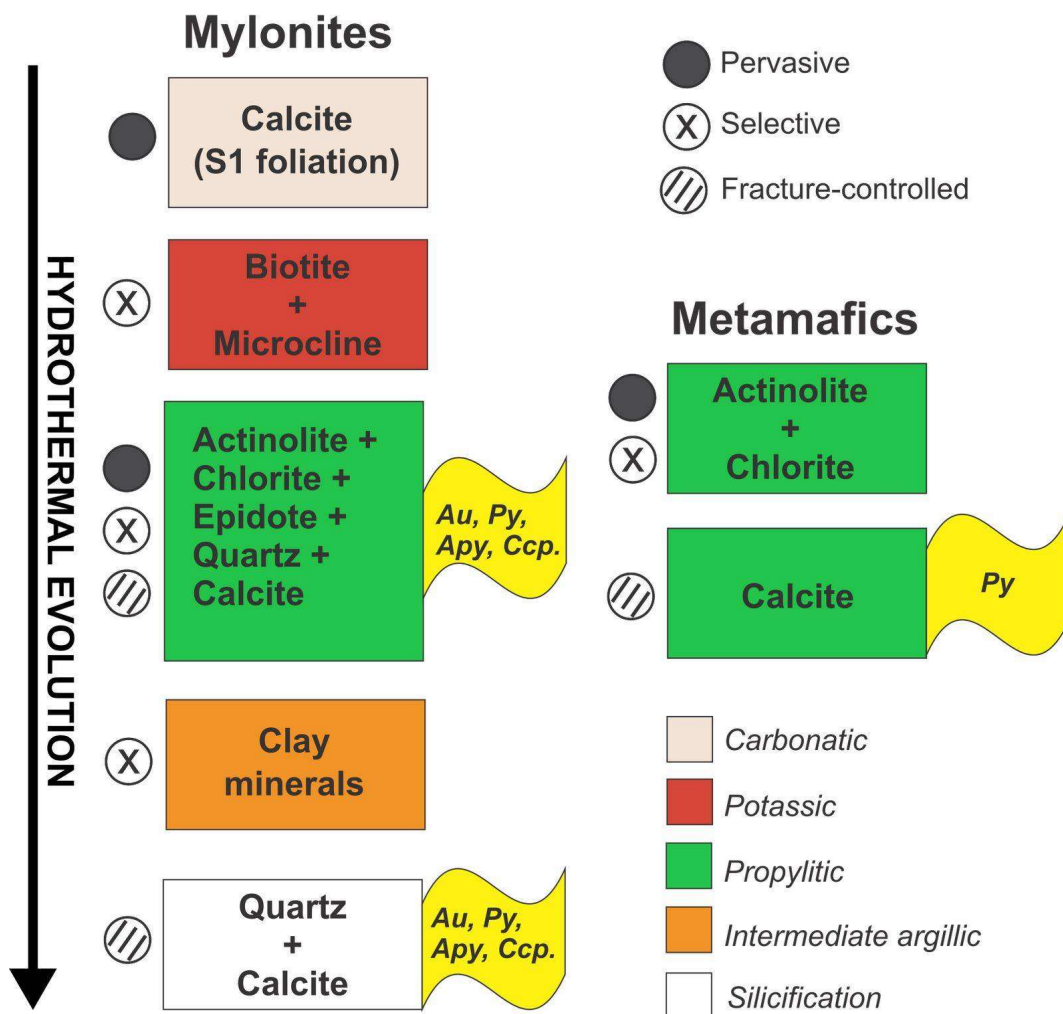 Mylonites
HYDROTHERMAL EVOLUTION
Calcite
(S1 foliation)
Biotite
+
Microcline
Actinolite +
Chlorite +
Epidote +
Quartz +
Calcite
Au, Py,
Apy, Ccp.
Clay
minerals
Quartz
+
Calcite
Au, Py,
Apy, Ccp.
Pervasive
X Selective
Fracture-controlled
Metamafics
Actinolite
+
Chlorite
Calcite
Py
Carbonatic
Potassic
Propylitic
Intermediate argillic
Silicification
X
X
X
X